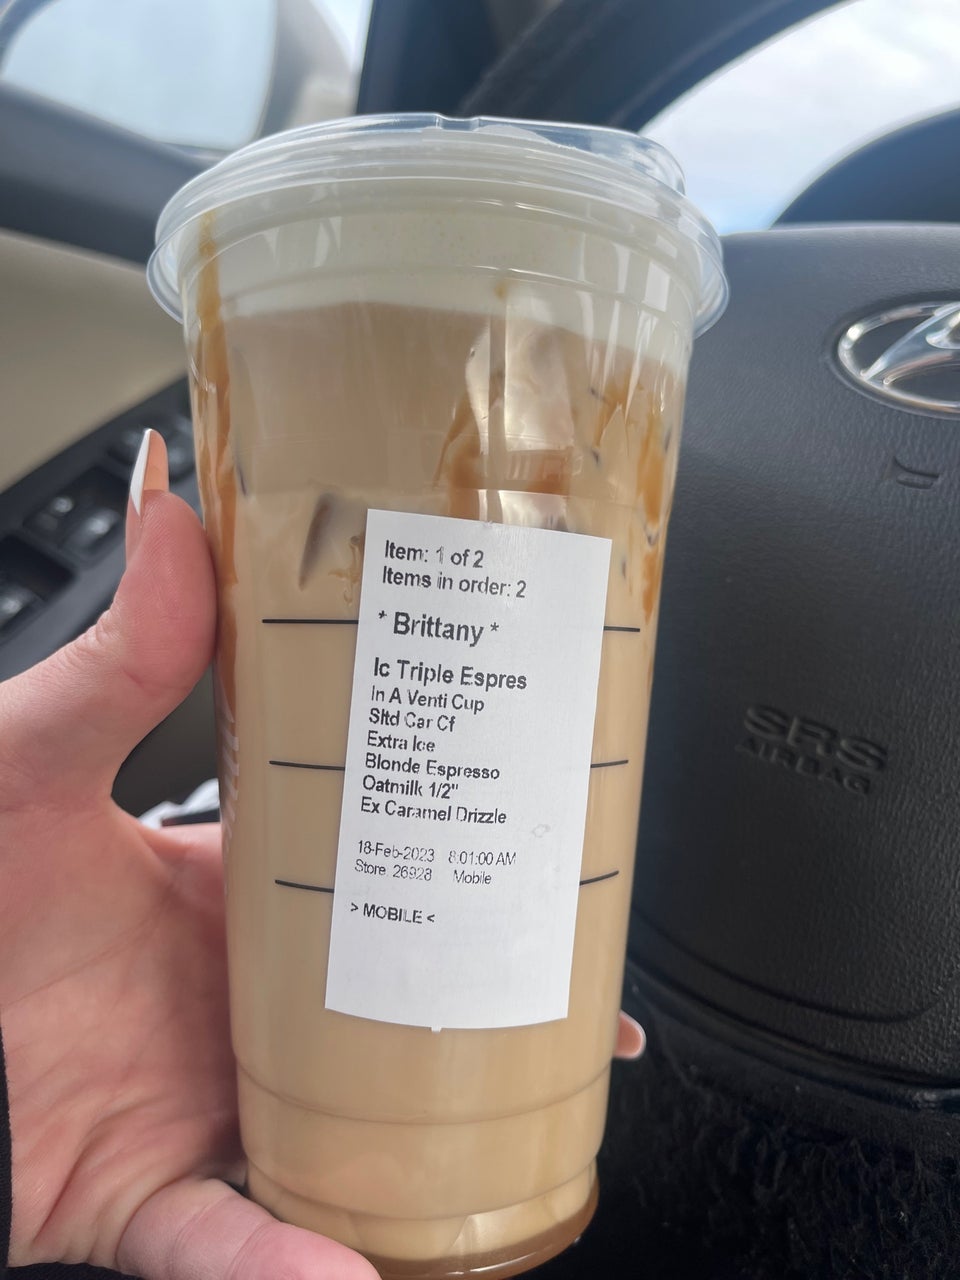 Item: 1 of 2
Items in order: 2
* Brittany *
Ic Triple Espres
In A Venti Cup
Sltd Car Cf
Extra Ice
Blonde Espresso
Oatmilk 1/2"
Ex Caramel Drizzle
18-Feb-2023 8:01:00 AM
Store 26928 Mobile
> MOBILE <
SRS
AIRBAG